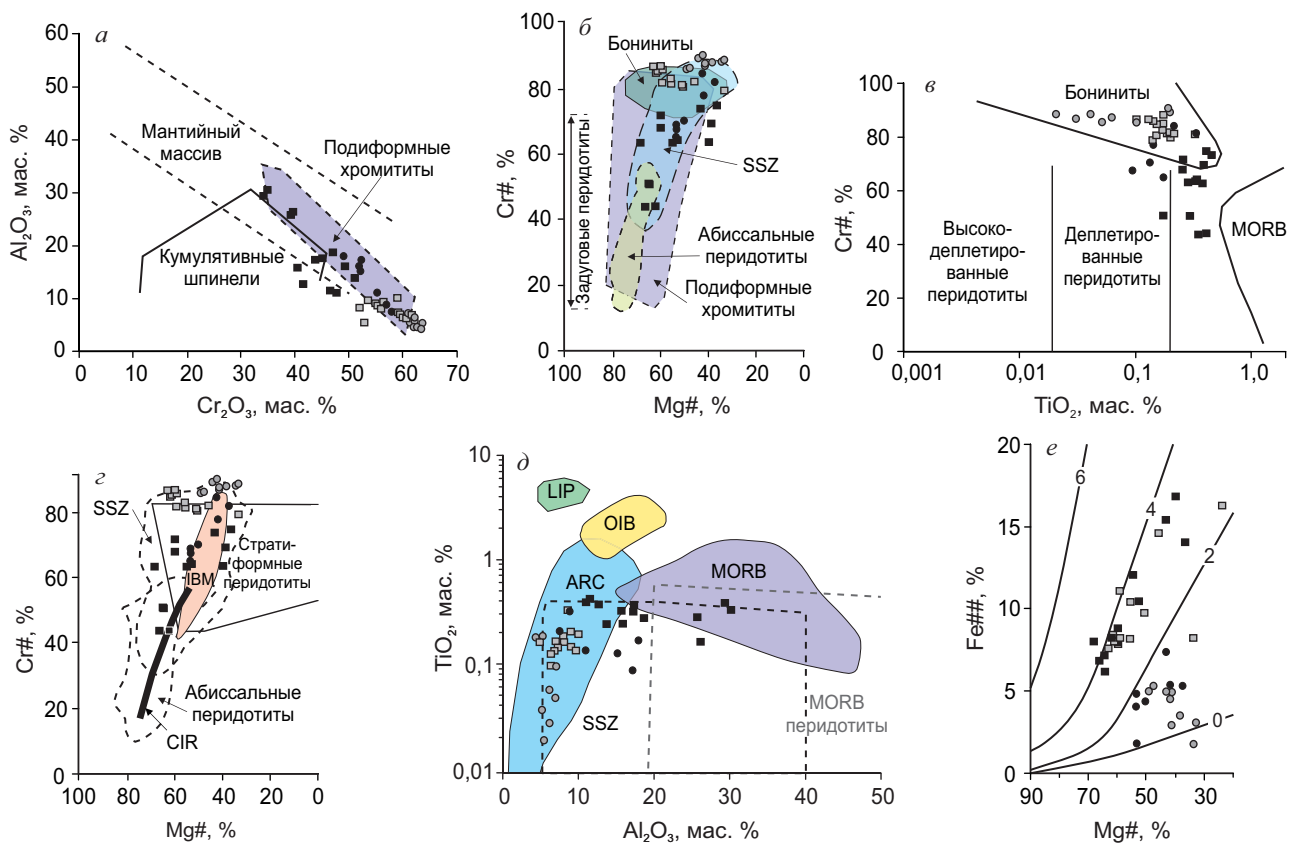 а
Al₂O₃, мас. %
60
50
40
30
20
10
0
Мантийный
массив
Подиформные
хромититы
Кумулятивные
шпинели
0 10 20 30 40 50 60 70
Cr₂O₃, мас. %
б
Cr#, %
100
80
60
40
20
0
Бониниты
SSZ
Задуговые перидотиты
Абиссальные
перидотиты
Подиформные
хромититы
100 80 60 40 20 0
Mg#, %
в
Cr#, %
100
80
60
40
20
0
Бониниты
MORB
Высоко-
деплетиро-
ванные
перидотиты
Деплетиро-
ванные
перидотиты
0,001 0,01 0,1 1,0
TiO₂, мас. %
г
Cr#, %
80
60
40
20
0
SSZ
Страти-
формные
перидотиты
IBM
Абиссальные
перидотиты
CIR
100 80 60 40 20 0
Mg#, %
д
TiO₂, мас. %
10
1
0,1
0,01
LIP
OIB
ARC
MORB
SSZ
MORB
перидотиты
0 10 20 30 40 50
Al₂O₃, мас. %
е
Fe##, %
20
15
10
5
0
6
4
2
0
90 70 50 30
Mg#, %